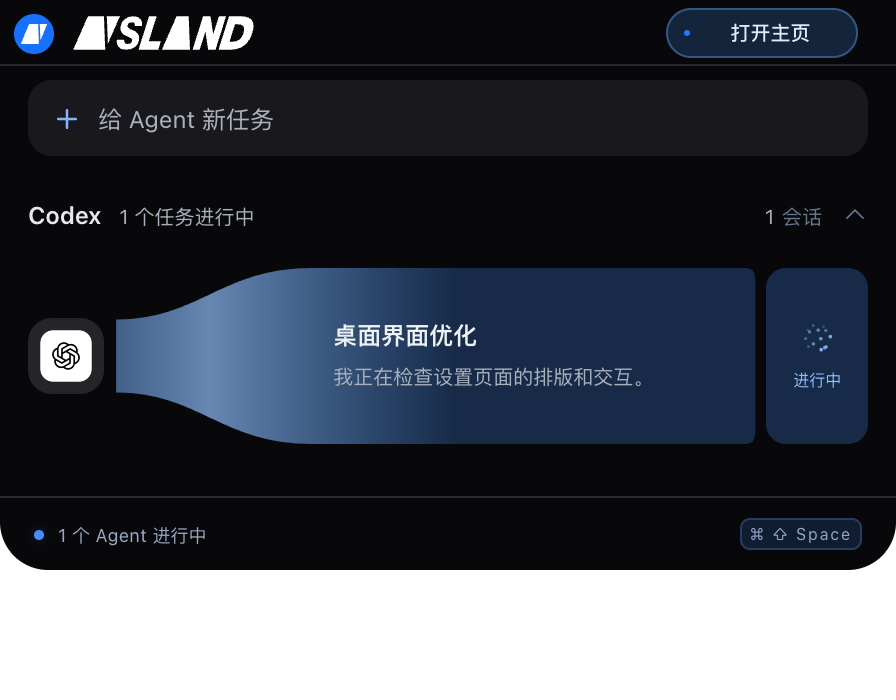 AISLAND
打开主页
给 Agent 新任务
Codex 1 个任务进行中
1 会话
桌面界面优化
我正在检查设置页面的排版和交互。
进行中
1 个 Agent 进行中
⌘ ⇧ Space